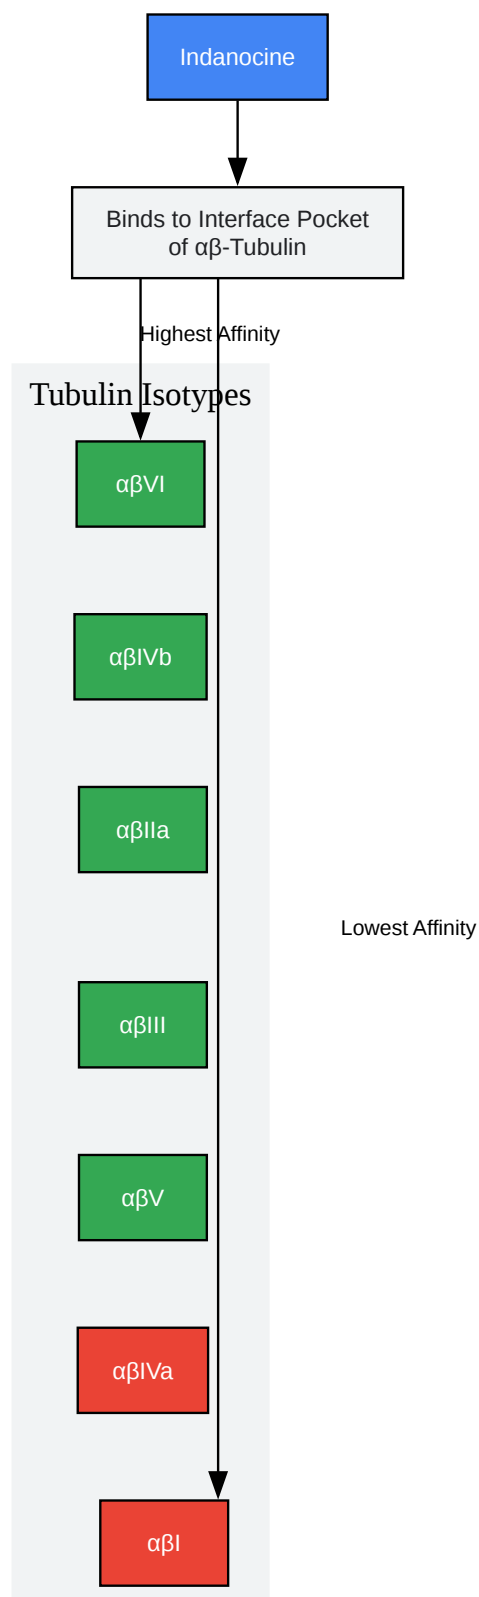 Indanocine
Binds to Interface Pocket
of αβ-Tubulin
Highest Affinity
Tubulin Isotypes
αβVI
αβIVb
αβIIa
Lowest Affinity
αβIII
αβV
αβIVa
αβI